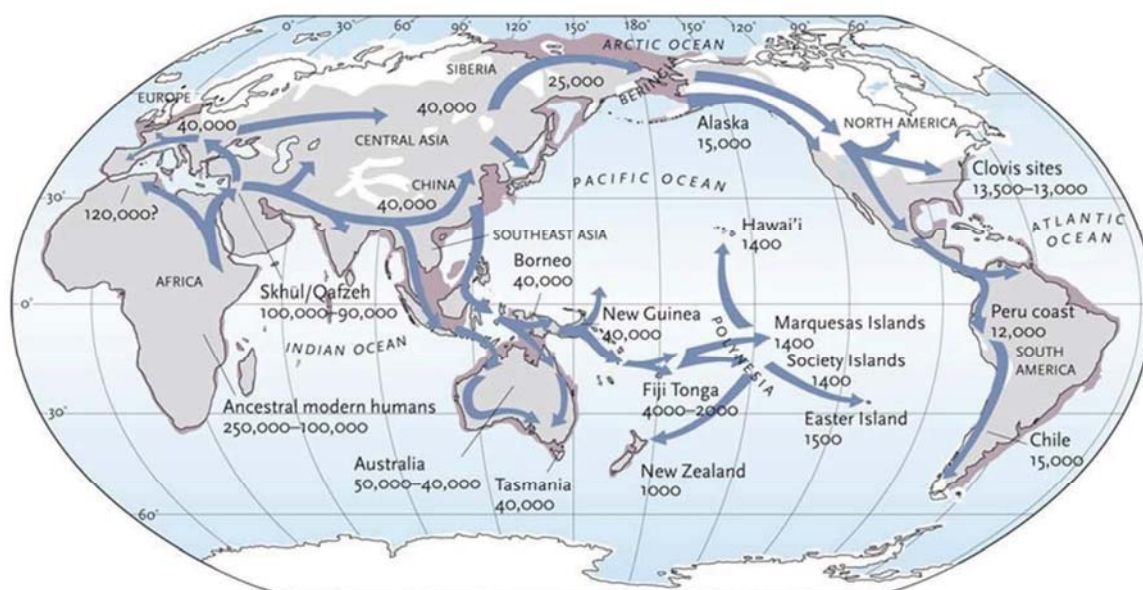 0°
30
60
90
120
150
180
150
120
90
60
30
0°
ARCTIC OCEAN
SIBERIA
25,000
BERINGIA
EUROPE
40,000
40,000
CENTRAL ASIA
Alaska
15,000
NORTH AMERICA
Clovis sites
13,500–13,000
CHINA
40,000
PACIFIC OCEAN
30
120,000?
ATLANTIC
OCEAN
SOUTHEAST ASIA
Hawai'i
1400
Borneo
40,000
AFRICA
Skhūl/Qafzeh
100,000–90,000
0°
INDIAN OCEAN
New Guinea
40,000
POLYNESIA
Marquesas Islands
1400
Peru coast
12,000
SOUTH
AMERICA
Society Islands
1400
Fiji Tonga
4000–2000
Easter Island
1500
Ancestral modern humans
250,000–100,000
30
Australia
50,000–40,000
Tasmania
40,000
New Zealand
1000
Chile
15,000
60